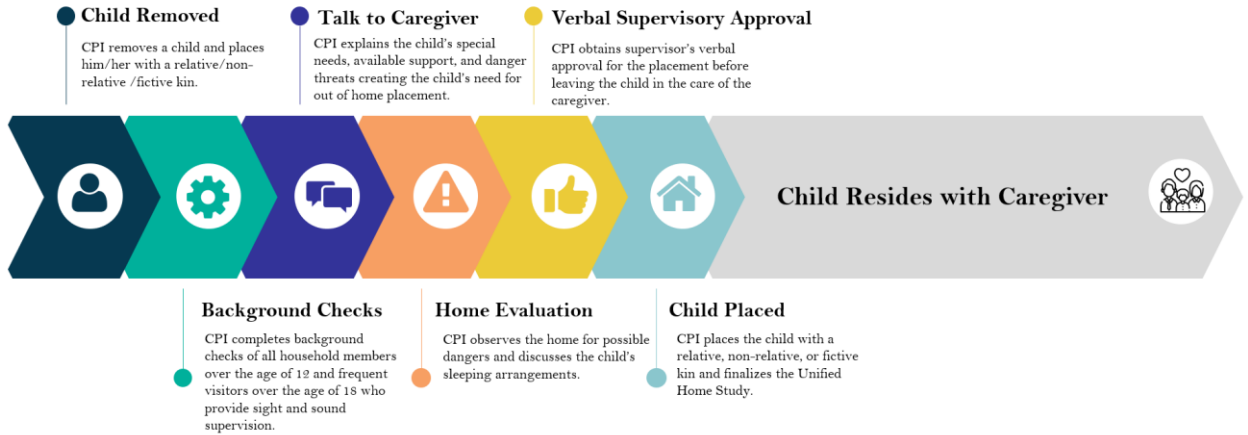 Child Removed
CPI removes a child and places
him/her with a relative/non-
relative /fictive kin.
Talk to Caregiver
CPI explains the child's special
needs, available support, and danger
threats creating the child's need for
out of home placement.
Verbal Supervisory Approval
CPI obtains supervisor's verbal
approval for the placement before
leaving the child in the care of the
caregiver.
Child Resides with Caregiver
Background Checks
CPI completes background
checks of all household members
over the age of 12 and frequent
visitors over the age of 18 who
provide sight and sound
supervision.
Home Evaluation
CPI observes the home for possible
dangers and discusses the child's
sleeping arrangements.
Child Placed
CPI places the child with a
relative, non-relative, or fictive
kin and finalizes the Unified
Home Study.